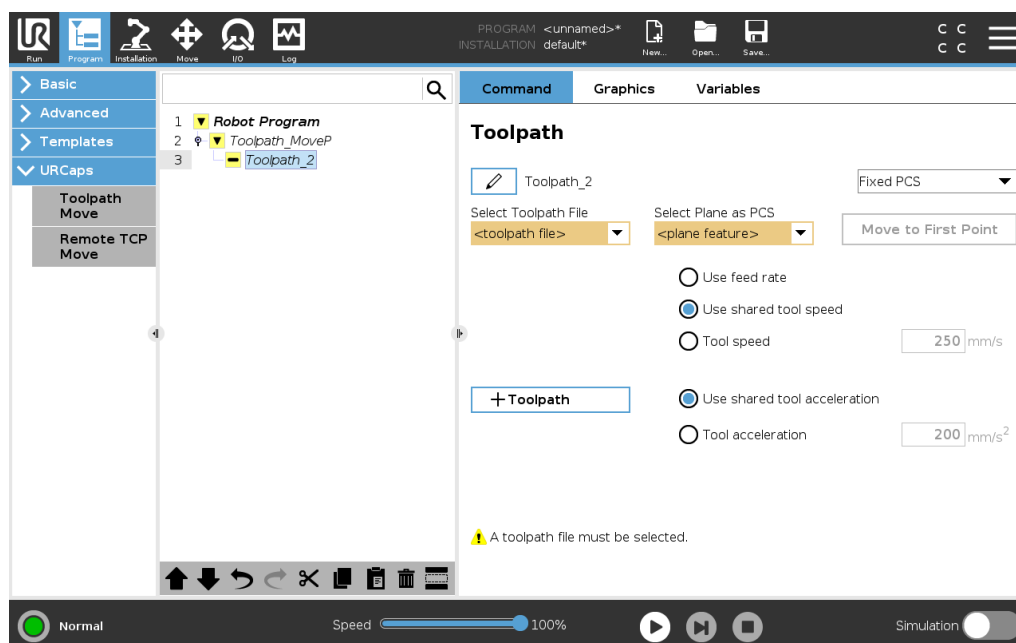 UR
PROGRAM <unnamed>*
INSTALLATION default*
Run Program Installation Move I/O Log
New... Open... Save...
C C
C C
Basic
Advanced
Templates
URCaps
Toolpath
Move
Remote TCP
Move
1 Robot Program
2 Toolpath_MoveP
3 Toolpath_2
Command Graphics Variables
Toolpath
Toolpath_2 Fixed PCS
Select Toolpath File Select Plane as PCS
<toolpath file> <plane feature> Move to First Point
Use feed rate
Use shared tool speed
Tool speed 250 mm/s
+Toolpath Use shared tool acceleration
Tool acceleration 200 mm/s²
A toolpath file must be selected.
Normal Speed 100% Simulation